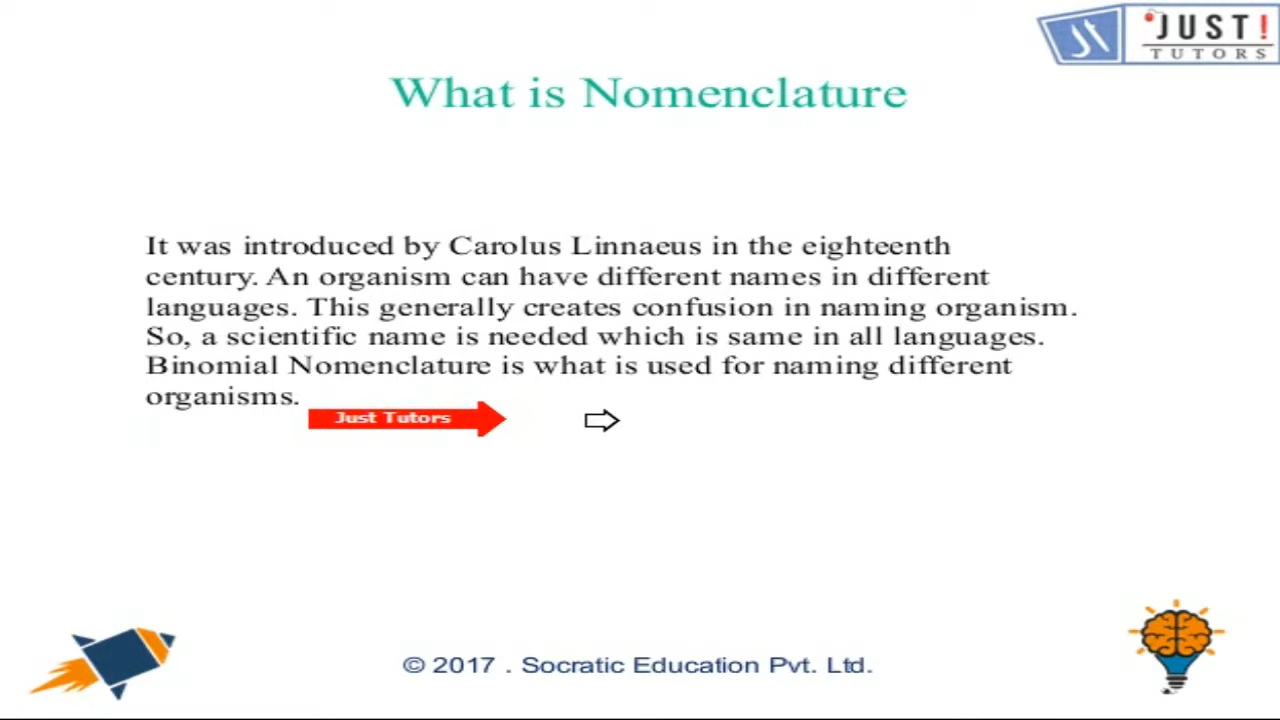 JUST!
TUTORS
What is Nomenclature
It was introduced by Carolus Linnaeus in the eighteenth
century. An organism can have different names in different
languages. This generally creates confusion in naming organism.
So, a scientific name is needed which is same in all languages.
Binomial Nomenclature is what is used for naming different
organisms.
Just Tutors
© 2017 . Socratic Education Pvt. Ltd.